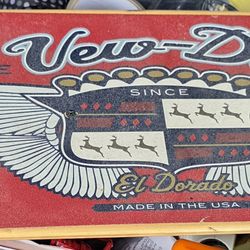 Vew-D
SINCE
El Dorado
MADE IN THE USA